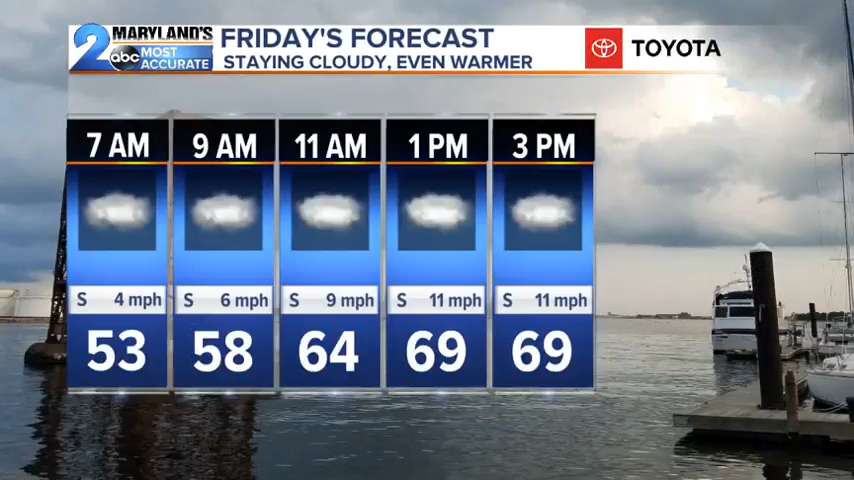 2
MARYLAND'S
abc
MOST
ACCURATE
FRIDAY'S FORECAST
STAYING CLOUDY, EVEN WARMER
TOYOTA
7 AM 9 AM 11 AM 1 PM 3 PM
S 4 mph S 6 mph S 9 mph S 11 mph S 11 mph
53 58 64 69 69